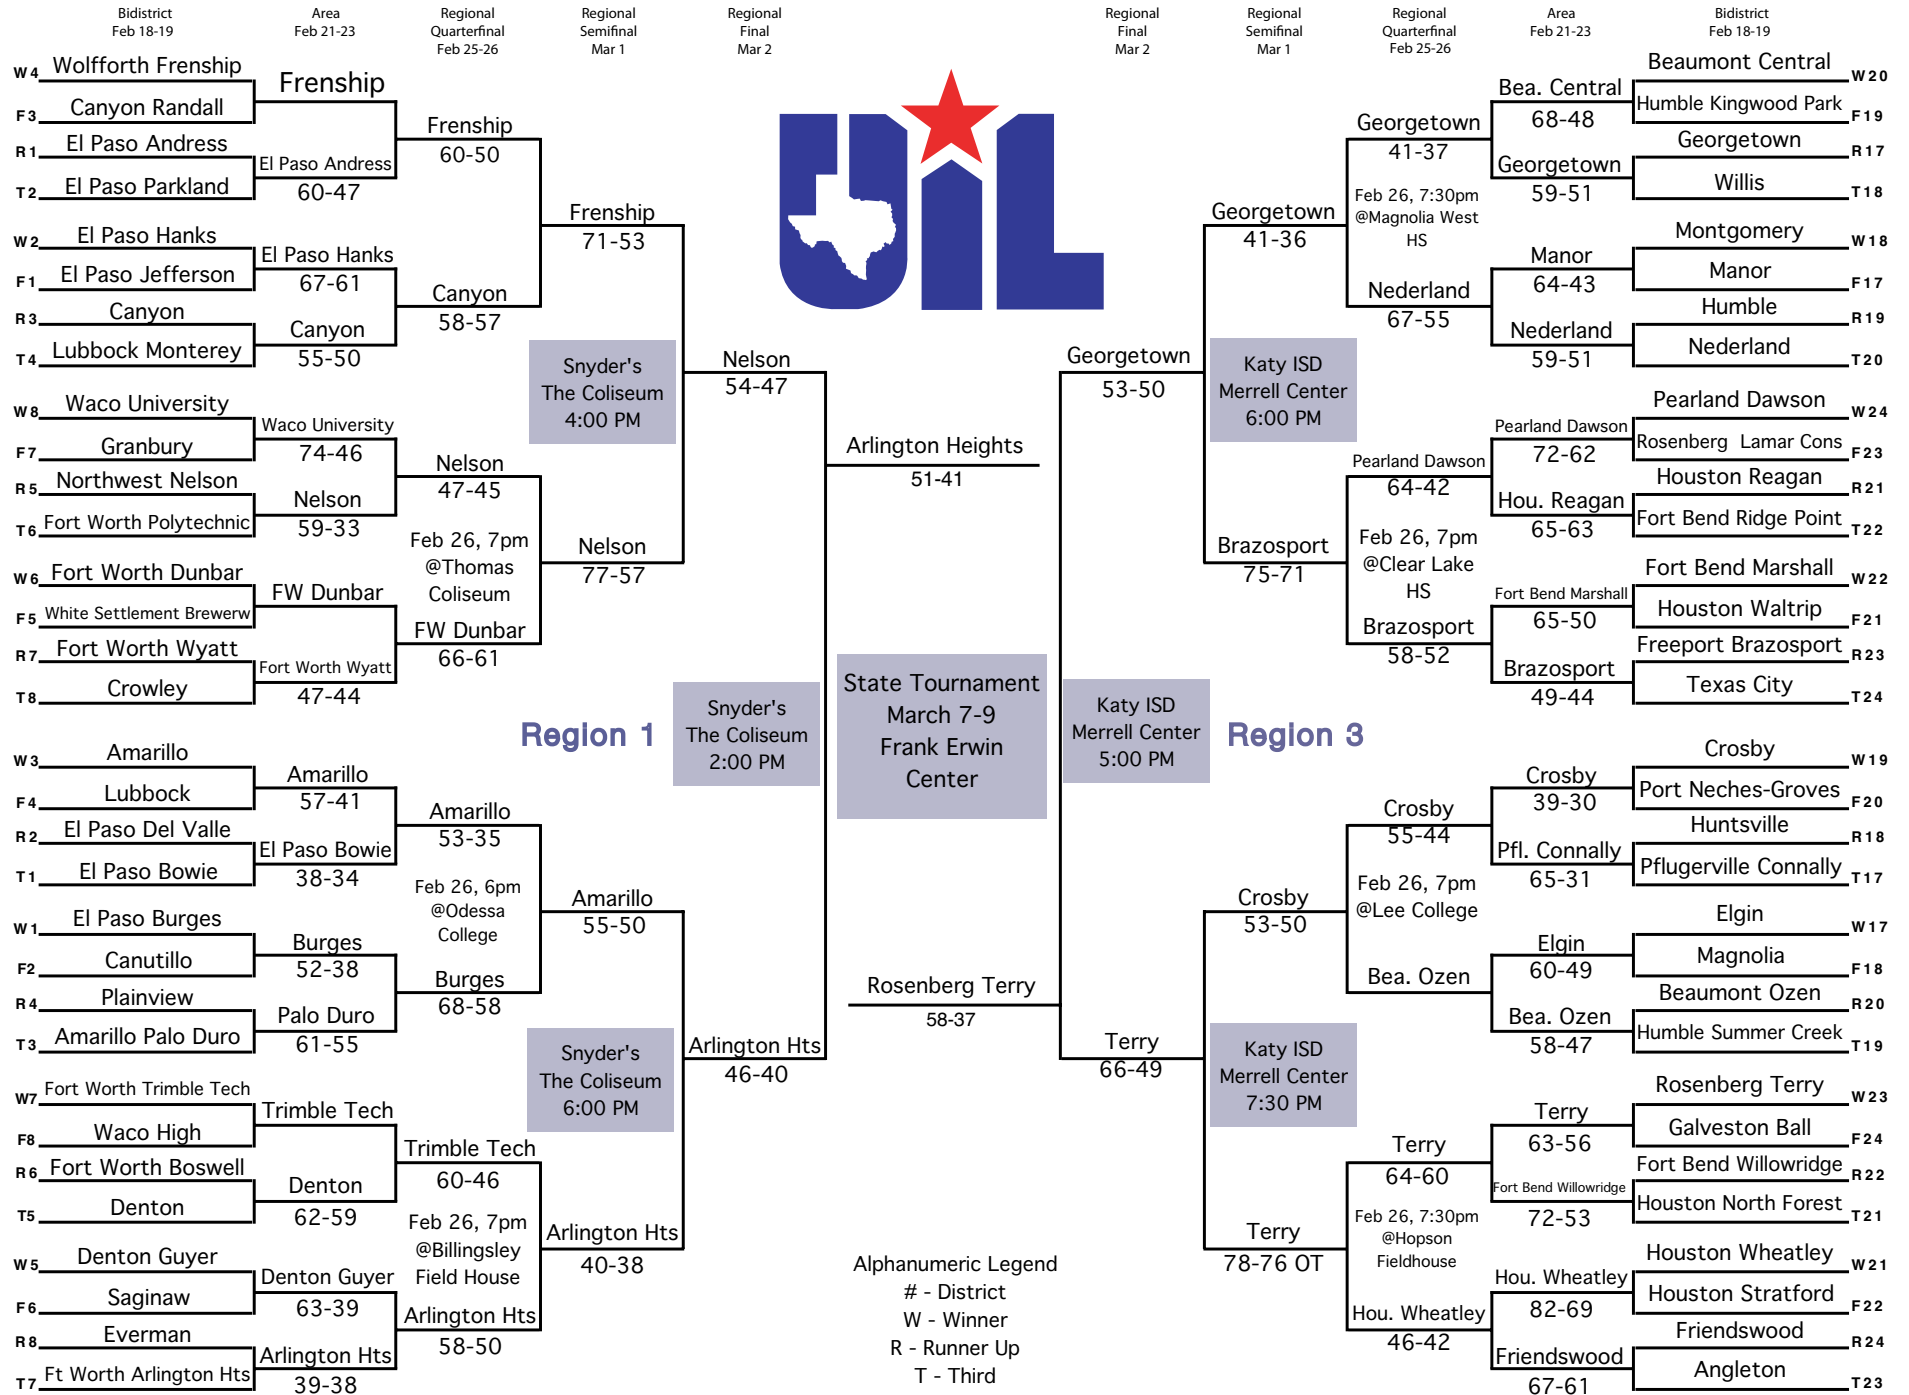 Bidistrict
Feb 18-19
Area
Feb 21-23
Regional
Quarterfinal
Feb 25-26
Regional
Semifinal
Mar 1
Regional
Final
Mar 2
Regional
Final
Mar 2
Regional
Semifinal
Mar 1
Regional
Quarterfinal
Feb 25-26
Area
Feb 21-23
Bidistrict
Feb 18-19
W4 Wolfforth Frenship
F3 Canyon Randall
R1 El Paso Andress
T2 El Paso Parkland
W2 El Paso Hanks
F1 El Paso Jefferson
R3 Canyon
T4 Lubbock Monterey
W8 Waco University
F7 Granbury
R5 Northwest Nelson
T6 Fort Worth Polytechnic
W6 Fort Worth Dunbar
F5 White Settlement Brewerw
R7 Fort Worth Wyatt
T8 Crowley
W3 Amarillo
F4 Lubbock
R2 El Paso Del Valle
T1 El Paso Bowie
W1 El Paso Burges
F2 Canutillo
R4 Plainview
T3 Amarillo Palo Duro
W7 Fort Worth Trimble Tech
F8 Waco High
R6 Fort Worth Boswell
T5 Denton
W5 Denton Guyer
F6 Saginaw
R8 Everman
T7 Ft Worth Arlington Hts
Frenship
El Paso Andress
60-47
El Paso Hanks
67-61
Canyon
55-50
Waco University
74-46
Nelson
59-33
FW Dunbar
Fort Worth Wyatt
47-44
Amarillo
57-41
El Paso Bowie
38-34
Burges
52-38
Palo Duro
61-55
Trimble Tech
Denton
62-59
Denton Guyer
63-39
Arlington Hts
39-38
Frenship
60-50
Canyon
58-57
Nelson
47-45
Feb 26, 7pm
@Thomas
Coliseum
FW Dunbar
66-61
Amarillo
53-35
Feb 26, 6pm
@Odessa
College
Burges
68-58
Trimble Tech
60-46
Feb 26, 7pm
@Billingsley
Field House
Arlington Hts
58-50
Frenship
71-53
Snyder's
The Coliseum
4:00 PM
Nelson
77-57
Region 1
Amarillo
55-50
Snyder's
The Coliseum
6:00 PM
Arlington Hts
40-38
Nelson
54-47
Snyder's
The Coliseum
2:00 PM
Arlington Hts
46-40
UIL
Arlington Heights
51-41
State Tournament
March 7-9
Frank Erwin
Center
Rosenberg Terry
58-37
Alphanumeric Legend
# - District
W - Winner
R - Runner Up
T - Third
Georgetown
53-50
Katy ISD
Merrell Center
5:00 PM
Terry
66-49
Georgetown
41-36
Katy ISD
Merrell Center
6:00 PM
Brazosport
75-71
Region 3
Crosby
53-50
Katy ISD
Merrell Center
7:30 PM
Terry
78-76 OT
Georgetown
41-37
Feb 26, 7:30pm
@Magnolia West
HS
Nederland
67-55
Pearland Dawson
64-42
Feb 26, 7pm
@Clear Lake
HS
Brazosport
58-52
Crosby
55-44
Feb 26, 7pm
@Lee College
Bea. Ozen
Terry
64-60
Feb 26, 7:30pm
@Hopson
Fieldhouse
Hou. Wheatley
46-42
Bea. Central
68-48
Georgetown
59-51
Manor
64-43
Nederland
59-51
Pearland Dawson
72-62
Hou. Reagan
65-63
Fort Bend Marshall
65-50
Brazosport
49-44
Crosby
39-30
Pfl. Connally
65-31
Elgin
60-49
Bea. Ozen
58-47
Terry
63-56
Fort Bend Willowridge
72-53
Hou. Wheatley
82-69
Friendswood
67-61
Beaumont Central W20
Humble Kingwood Park F19
Georgetown R17
Willis T18
Montgomery W18
Manor F17
Humble R19
Nederland T20
Pearland Dawson W24
Rosenberg Lamar Cons F23
Houston Reagan R21
Fort Bend Ridge Point T22
Fort Bend Marshall W22
Houston Waltrip F21
Freeport Brazosport R23
Texas City T24
Crosby W19
Port Neches-Groves F20
Huntsville R18
Pflugerville Connally T17
Elgin W17
Magnolia F18
Beaumont Ozen R20
Humble Summer Creek T19
Rosenberg Terry W23
Galveston Ball F24
Fort Bend Willowridge R22
Houston North Forest T21
Houston Wheatley W21
Houston Stratford F22
Friendswood R24
Angleton T23